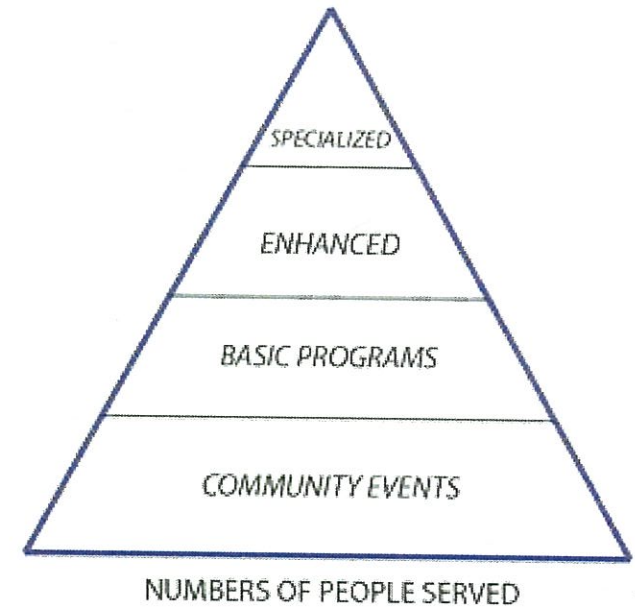 SPECIALIZED
ENHANCED
BASIC PROGRAMS
COMMUNITY EVENTS
NUMBERS OF PEOPLE SERVED